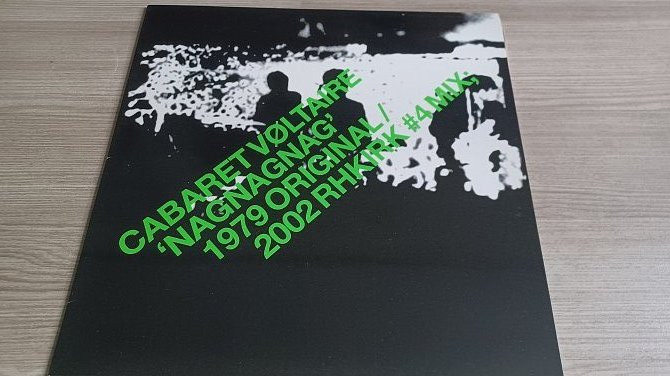 CABARET VØLTAIRE
‘NAGNAGNAG’
1979 ORIGINAL /
2002 RHKIRK #4 MIX;